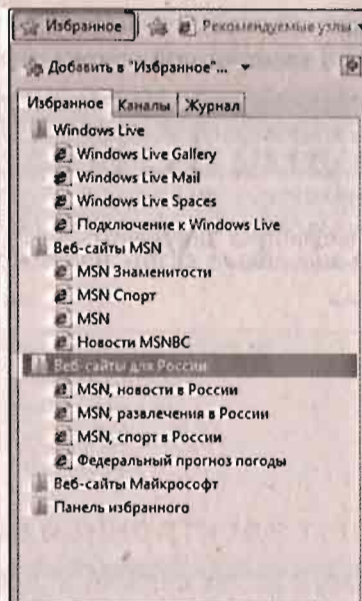 Избранное Рекомендуемые узлы
Добавить в "Избранное"...
Избранное Каналы Журнал
Windows Live
Windows Live Gallery
Windows Live Mail
Windows Live Spaces
Подключение к Windows Live
Веб-сайты MSN
MSN Знаменитости
MSN Спорт
MSN
Новости MSNBC
Веб-сайты для России
MSN, новости в России
MSN, развлечения в России
MSN, спорт в России
Федеральный прогноз погоды
Веб-сайты Майкрософт
Панель избранного